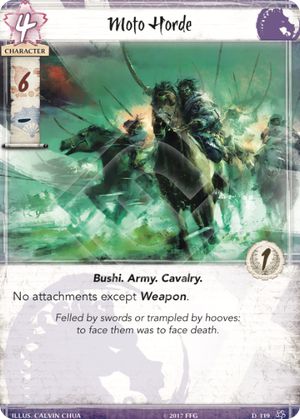 4
Moto Horde
CHARACTER
6
-
Bushi. Army. Cavalry.
1
No attachments except Weapon.
Felled by swords or trampled by hooves:
to face them was to face death.
ILLUS. CALVIN CHUA
© 2017 FFG
D 119